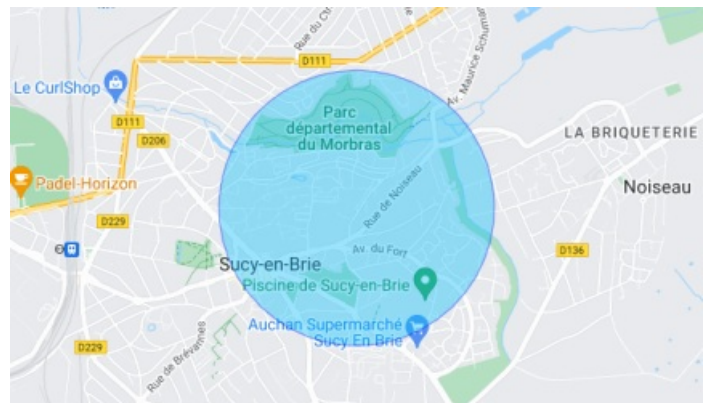 Rue du Ctr
D111
Av. Maurice Schuman
Le CurlShop
D111
D206
Parc
départemental
du Morbras
LA BRIQUETERIE
Padel-Horizon
Noiseau
Rue de Noiseau
D229
Av. du Fort
D136
Sucy-en-Brie
Piscine de Sucy-en-Brie
Auchan Supermarché
Sucy En Brie
D229
Rue de Brévannes